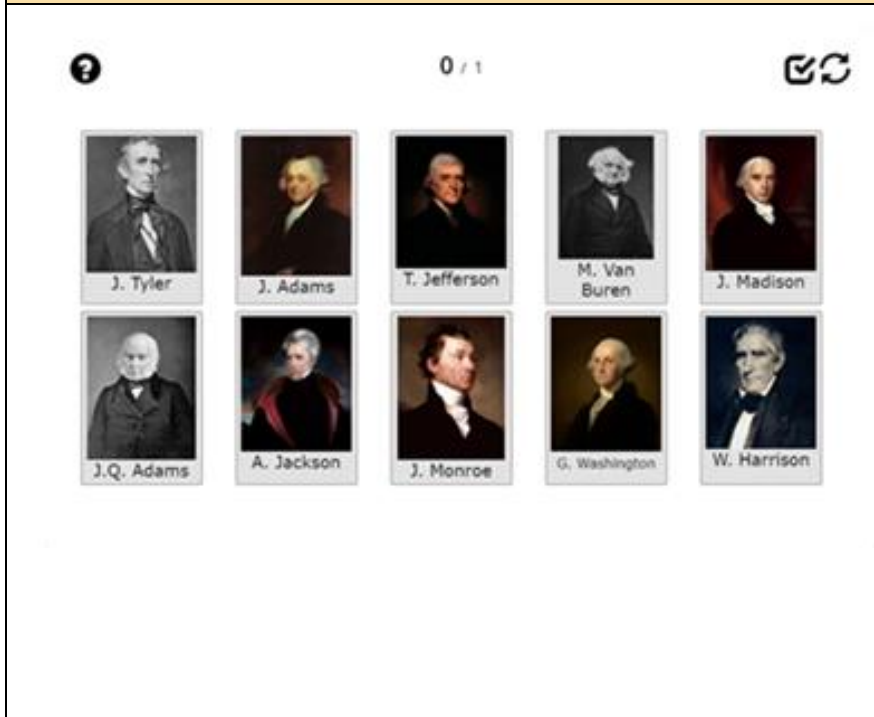 ?
0 / 1
J. Tyler
J. Adams
T. Jefferson
M. Van
Buren
J. Madison
J.Q. Adams
A. Jackson
J. Monroe
G. Washington
W. Harrison